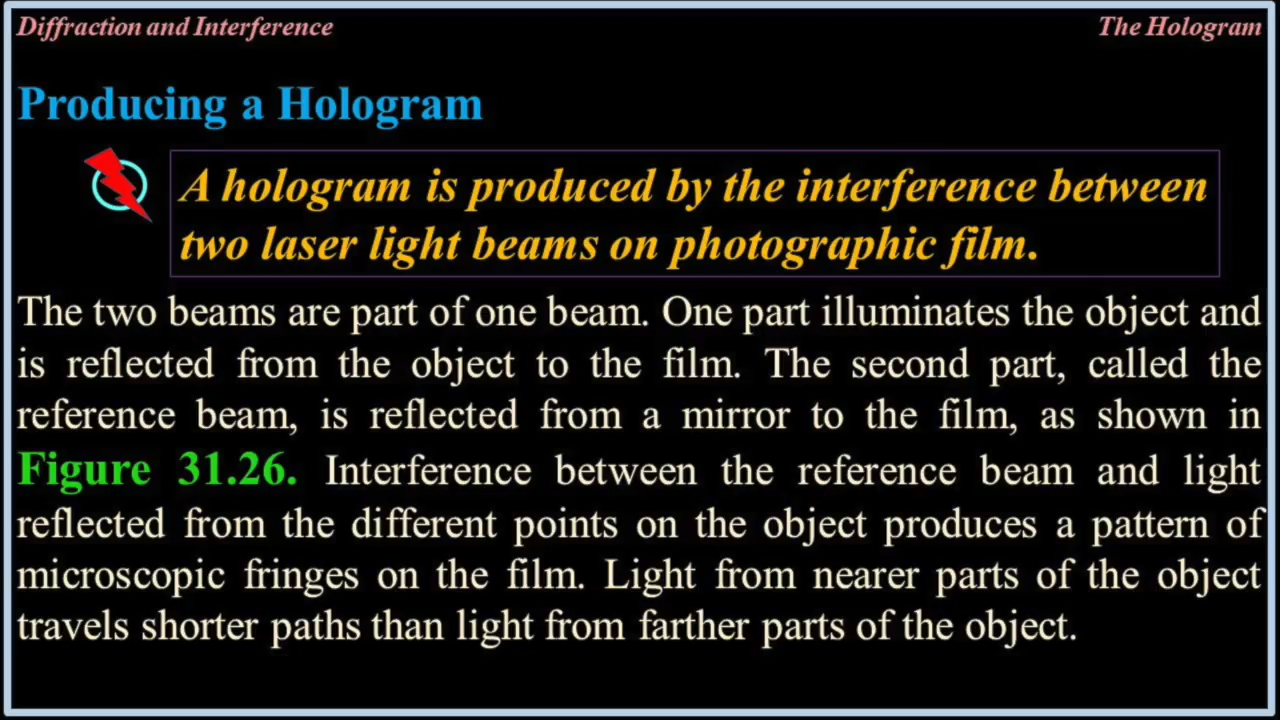 Diffraction and Interference
The Hologram
Producing a Hologram
A hologram is produced by the interference between
two laser light beams on photographic film.
The two beams are part of one beam. One part illuminates the object and
is reflected from the object to the film. The second part, called the
reference beam, is reflected from a mirror to the film, as shown in
Figure 31.26. Interference between the reference beam and light
reflected from the different points on the object produces a pattern of
microscopic fringes on the film. Light from nearer parts of the object
travels shorter paths than light from farther parts of the object.